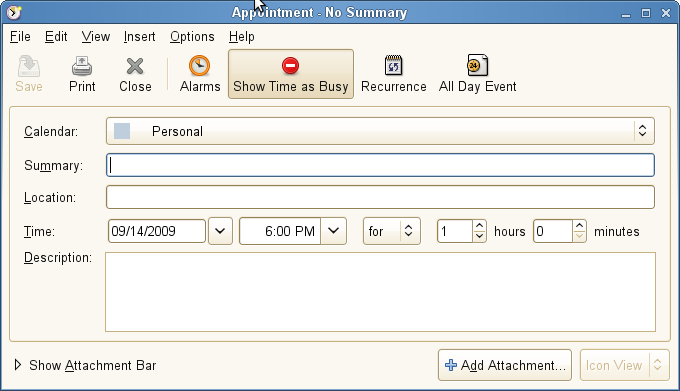 Appointment - No Summary
File Edit View Insert Options Help
Save Print Close Alarms Show Time as Busy Recurrence 24 All Day Event
Calendar: Personal
Summary:
Location:
Time: 09/14/2009 6:00 PM for 1 hours 0 minutes
Description:
Show Attachment Bar Add Attachment... Icon View